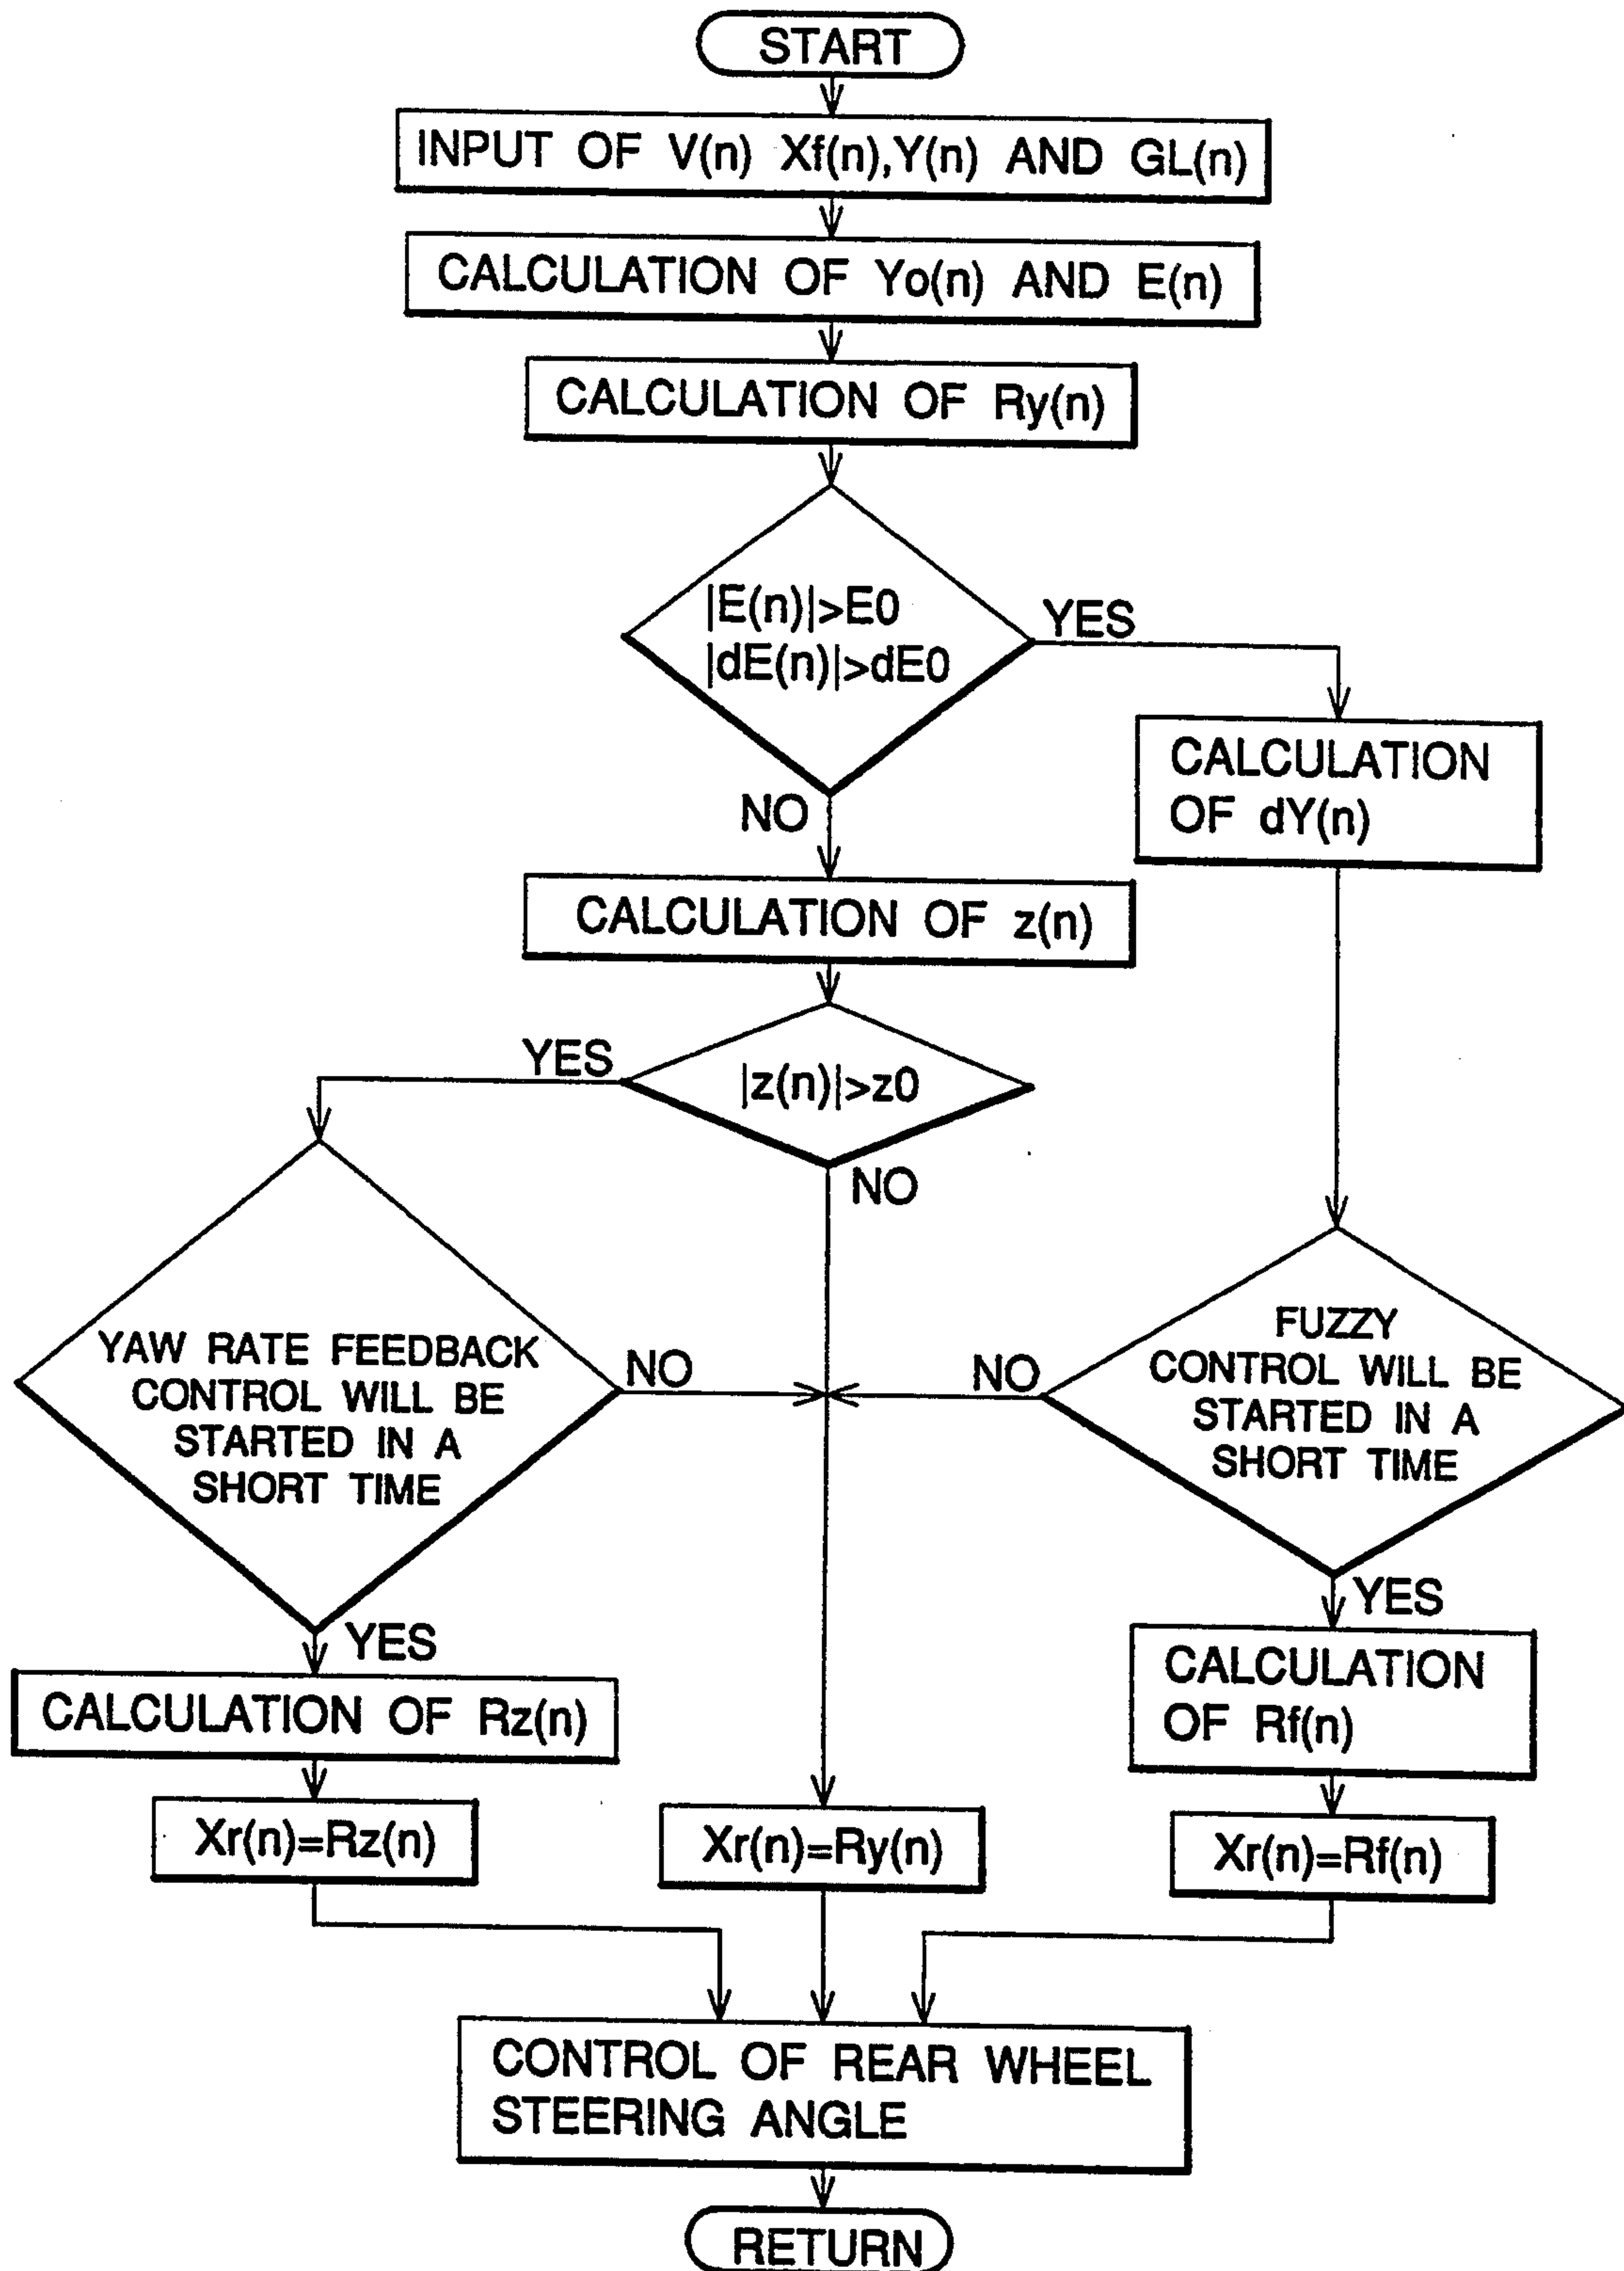 START
INPUT OF V(n) Xf(n),Y(n) AND GL(n)
CALCULATION OF Yo(n) AND E(n)
CALCULATION OF Ry(n)
|E(n)|>E0
|dE(n)|>dE0
YES
NO
CALCULATION
OF dY(n)
CALCULATION OF z(n)
|z(n)|>z0
YES
NO
YAW RATE FEEDBACK
CONTROL WILL BE
STARTED IN A
SHORT TIME
NO
YES
FUZZY
CONTROL WILL BE
STARTED IN A
SHORT TIME
NO
YES
CALCULATION OF Rz(n)
CALCULATION
OF Rf(n)
Xr(n)=Rz(n)
Xr(n)=Ry(n)
Xr(n)=Rf(n)
CONTROL OF REAR WHEEL
STEERING ANGLE
RETURN